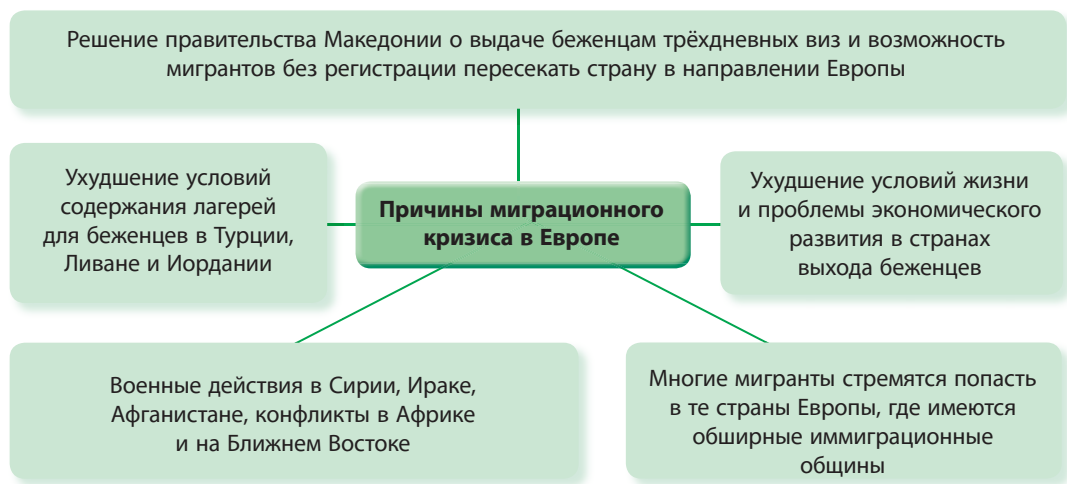 Решение правительства Македонии о выдаче беженцам трёхдневных виз и возможность
мигрантов без регистрации пересекать страну в направлении Европы
Ухудшение условий
содержания лагерей
для беженцев в Турции,
Ливане и Иордании
Причины миграционного
кризиса в Европе
Ухудшение условий жизни
и проблемы экономического
развития в странах
выхода беженцев
Военные действия в Сирии, Ираке,
Афганистане, конфликты в Африке
и на Ближнем Востоке
Многие мигранты стремятся попасть
в те страны Европы, где имеются
обширные иммиграционные
общины